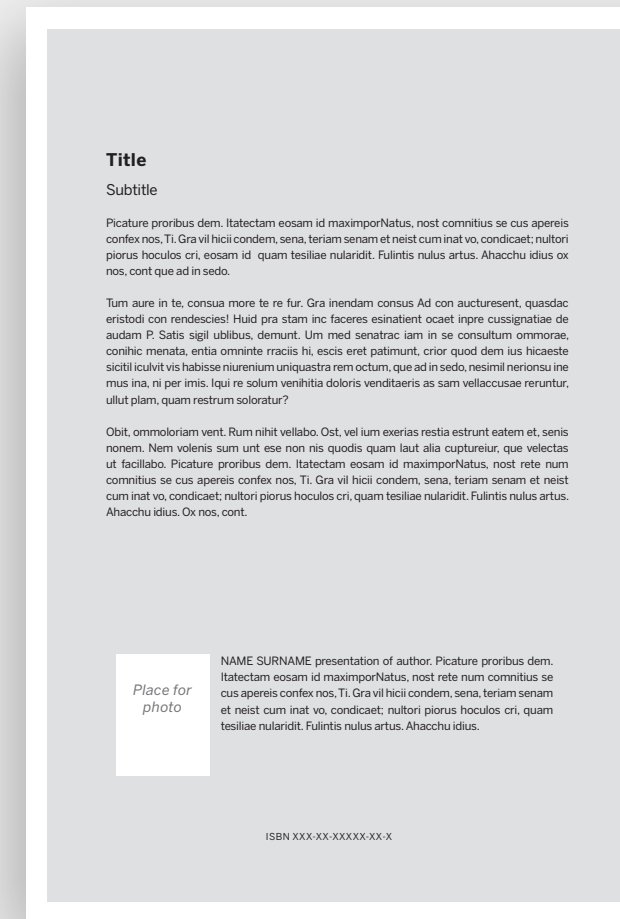 Title
Subtitle
Picature proribus dem. Itatectam eosam id maximporNatus, nost comnitius se cus apereis
confex nos, Ti. Gra vil hicii condem, sena, teriam senam et neist cum inat vo, condicaet; nultori
piorus hoculos cri, eosam id  quam tesiliae nularidit. Fulintis nulus artus. Ahacchu idius ox
nos, cont que ad in sedo.
Tum aure in te, consua more te re fur. Gra inendam consus Ad con aucturesent, quasdac
eristodi con rendescies! Huid pra stam inc faceres esinatient ocaet inpre cussignatiae de
audam P. Satis sigil ublibus, demunt. Um med senatrac iam in se consultum ommorae,
conihic menata, entia omninte rraciis hi, escis eret patimunt, crior quod dem ius hicaeste
sicitil iculvit vis habisse niurenium uniquastra rem octum, que ad in sedo, nesimil nerionsu ine
mus ina, ni per imis. Iqui re solum venihitia doloris venditaeris as sam vellaccusae reruntur,
ullut plam, quam restrum soloratur?
Obit, ommoloriam vent. Rum nihit vellabo. Ost, vel ium exerias restia estrunt eatem et, senis
nonem. Nem volenis sum unt ese non nis quodis quam laut alia cuptureiur, que velectas
ut facillabo. Picature proribus dem. Itatectam eosam id maximporNatus, nost rete num
comnitius se cus apereis confex nos, Ti. Gra vil hicii condem, sena, teriam senam et neist
cum inat vo, condicaet; nultori piorus hoculos cri, quam tesiliae nularidit. Fulintis nulus artus.
Ahacchu idius. Ox nos, cont.
Place for
photo
NAME SURNAME presentation of author. Picature proribus dem.
Itatectam eosam id maximporNatus, nost rete num comnitius se
cus apereis confex nos, Ti. Gra vil hicii condem, sena, teriam senam
et neist cum inat vo, condicaet; nultori piorus hoculos cri, quam
tesiliae nularidit. Fulintis nulus artus. Ahacchu idius.
ISBN XXX-XX-XXXXX-XX-X